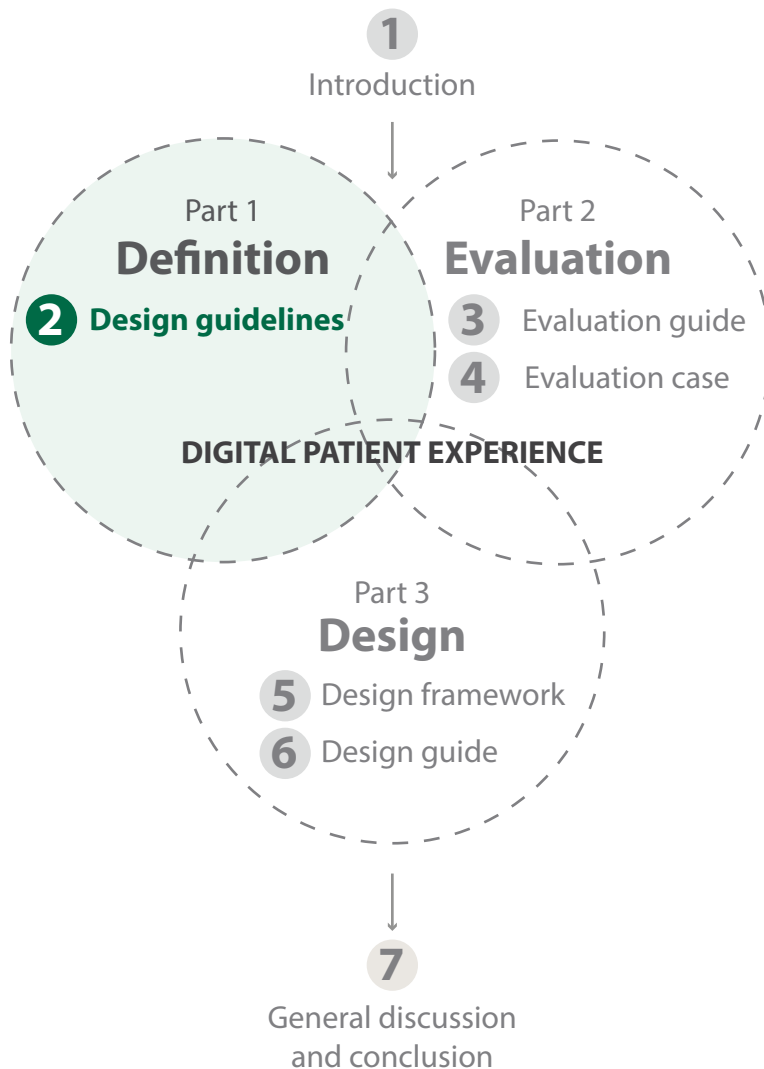 1
Introduction
Part 1
Definition
2 Design guidelines
Part 2
Evaluation
3 Evaluation guide
4 Evaluation case
DIGITAL PATIENT EXPERIENCE
Part 3
Design
5 Design framework
6 Design guide
7
General discussion
and conclusion